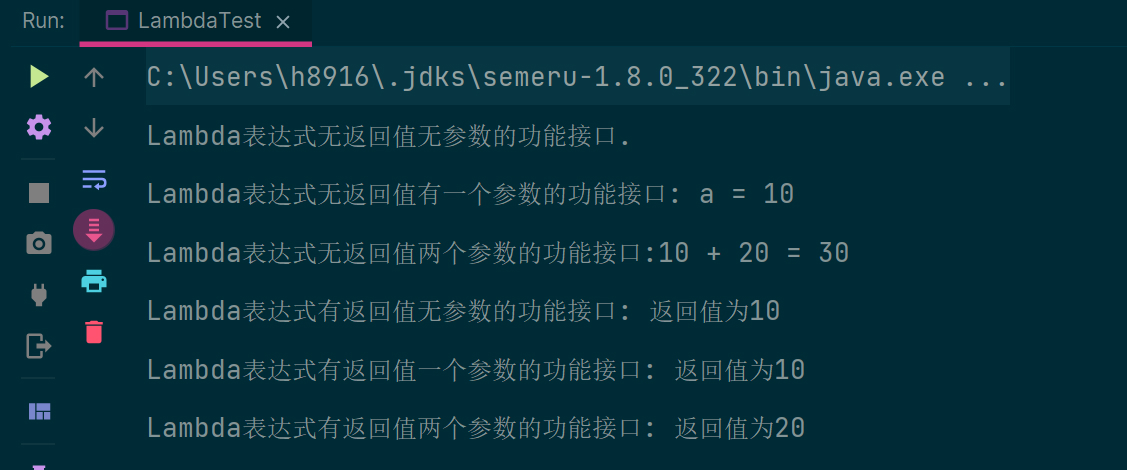 Run: LambdaTest ×
C:\Users\h8916\.jdks\semeru-1.8.0_322\bin\java.exe ...
Lambda表达式无返回值无参数的功能接口.
Lambda表达式无返回值有一个参数的功能接口: a = 10
Lambda表达式无返回值两个参数的功能接口:10 + 20 = 30
Lambda表达式有返回值无参数的功能接口: 返回值为10
Lambda表达式有返回值一个参数的功能接口: 返回值为10
Lambda表达式有返回值两个参数的功能接口: 返回值为20